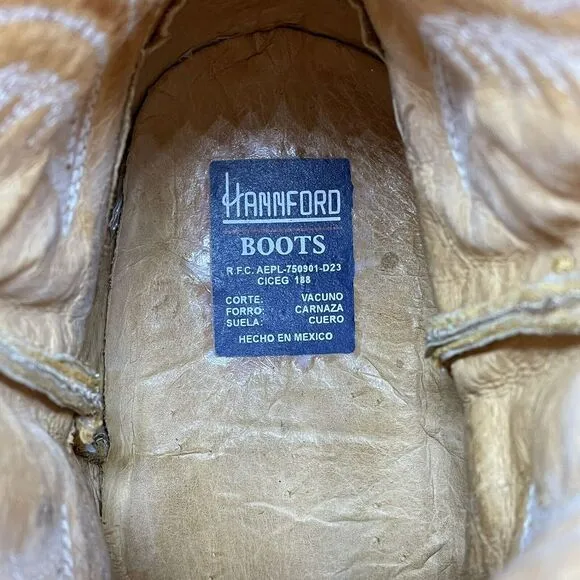 HANNFORD
BOOTS
R.F.C. AEPL-750901-D23
CICEG 188
CORTE: VACUNO
FORRO: CARNAZA
SUELA: CUERO
HECHO EN MEXICO